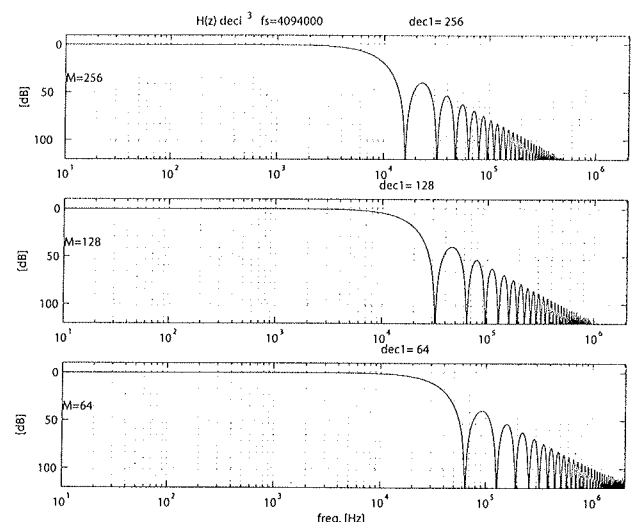 H(z) deci ³ fs=4094000 dec1= 256
0
M=256
[dB]
50
100
10¹ 10² 10³ 10⁴ 10⁵ 10⁶
dec1= 128
0
M=128
[dB]
50
100
10¹ 10² 10³ 10⁴ 10⁵ 10⁶
dec1= 64
0
M=64
[dB]
50
100
10¹ 10² 10³ 10⁴ 10⁵ 10⁶
freq. [Hz]